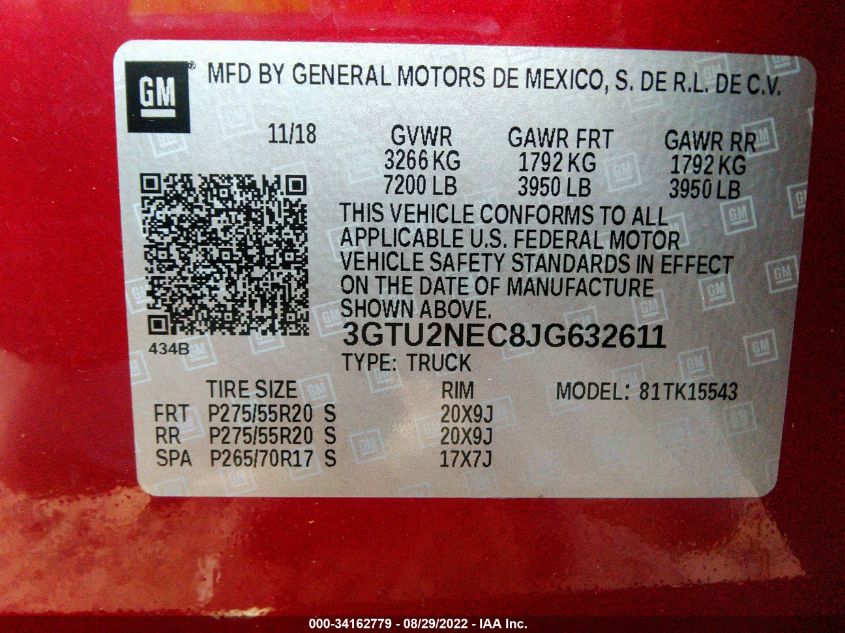 GM ® MFD BY GENERAL MOTORS DE MEXICO, S. DE R.L. DE C.V.
11/18 GVWR GAWR FRT GAWR RR
3266 KG 1792 KG 1792 KG
7200 LB 3950 LB 3950 LB
THIS VEHICLE CONFORMS TO ALL
APPLICABLE U.S. FEDERAL MOTOR
VEHICLE SAFETY STANDARDS IN EFFECT
ON THE DATE OF MANUFACTURE
SHOWN ABOVE.
434B
3GTU2NEC8JG632611
TYPE: TRUCK
TIRE SIZE RIM MODEL: 81TK15543
FRT P275/55R20 S 20X9J
RR P275/55R20 S 20X9J
SPA P265/70R17 S 17X7J
000-34162779 - 08/29/2022 - IAA Inc.